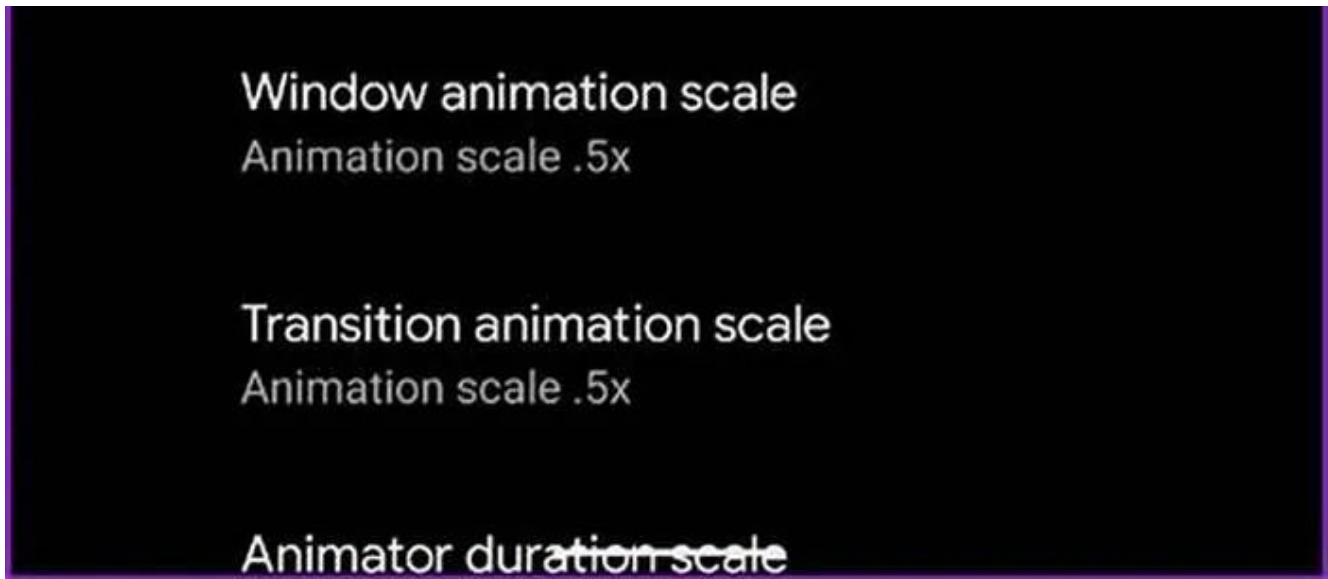 Window animation scale
Animation scale .5x
Transition animation scale
Animation scale .5x
Animator duration scale